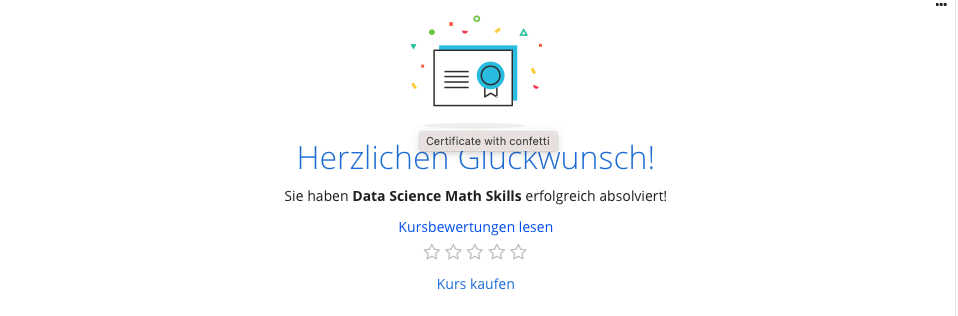 Certificate with confetti
Herzlichen Glückwunsch!
Sie haben Data Science Math Skills erfolgreich absolviert!
Kursbewertungen lesen
Kurs kaufen